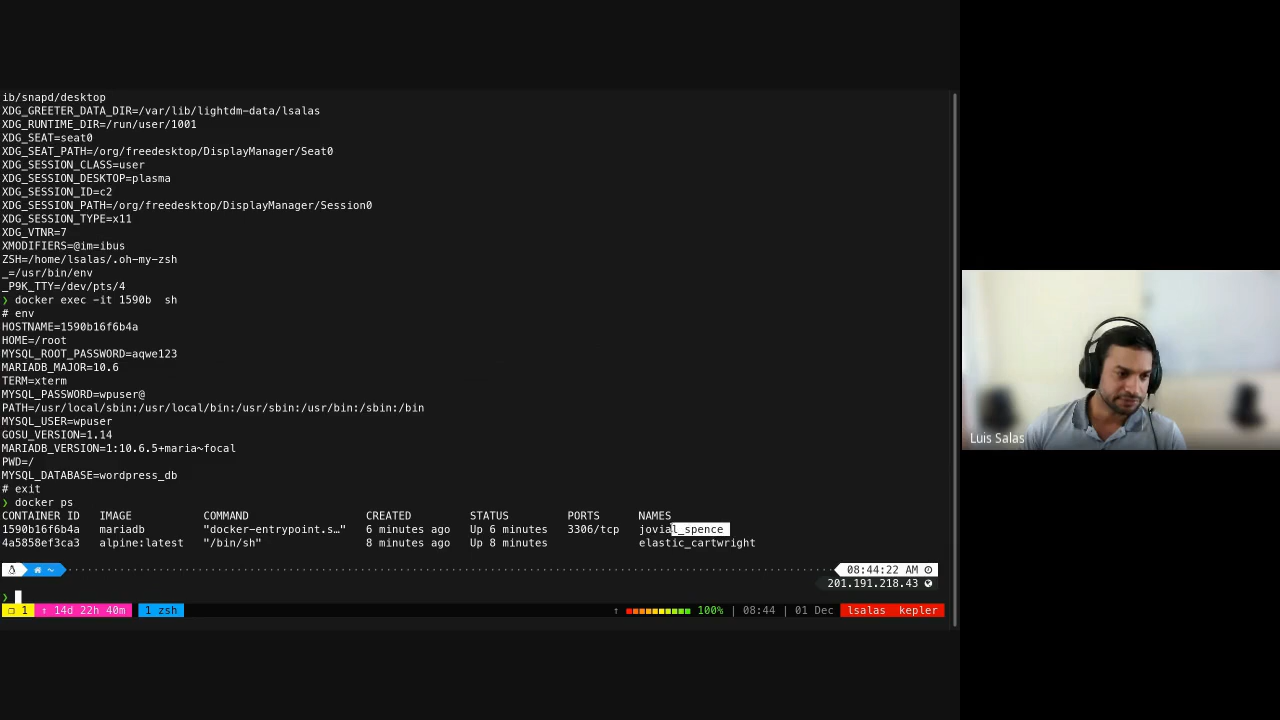 ib/snapd/desktop
XDG_GREETER_DATA_DIR=/var/lib/lightdm-data/lsalas
XDG_RUNTIME_DIR=/run/user/1001
XDG_SEAT=seat0
XDG_SEAT_PATH=/org/freedesktop/DisplayManager/Seat0
XDG_SESSION_CLASS=user
XDG_SESSION_DESKTOP=plasma
XDG_SESSION_ID=c2
XDG_SESSION_PATH=/org/freedesktop/DisplayManager/Session0
XDG_SESSION_TYPE=x11
XDG_VTNR=7
XMODIFIERS=@im=ibus
ZSH=/home/lsalas/.oh-my-zsh
_=/usr/bin/env
_P9K_TTY=/dev/pts/4
❯ docker exec -it 1590b  sh
# env
HOSTNAME=1590b16f6b4a
HOME=/root
MYSQL_ROOT_PASSWORD=aqwe123
MARIADB_MAJOR=10.6
TERM=xterm
MYSQL_PASSWORD=wpuser@
PATH=/usr/local/sbin:/usr/local/bin:/usr/sbin:/usr/bin:/sbin:/bin
MYSQL_USER=wpuser
GOSU_VERSION=1.14
MARIADB_VERSION=1:10.6.5+maria~focal
PWD=/
MYSQL_DATABASE=wordpress_db
# exit
❯ docker ps
CONTAINER ID   IMAGE           COMMAND                  CREATED         STATUS         PORTS      NAMES
1590b16f6b4a   mariadb         "docker-entrypoint.s…"   6 minutes ago   Up 6 minutes   3306/tcp   jovial_spence
4a5858ef3ca3   alpine:latest   "/bin/sh"                8 minutes ago   Up 8 minutes              elastic_cartwright
~ 08:44:22 AM
201.191.218.43
❯
1 ↑ 14d 22h 40m 1 zsh ↑ 100% | 08:44 | 01 Dec lsalas kepler
Luis Salas